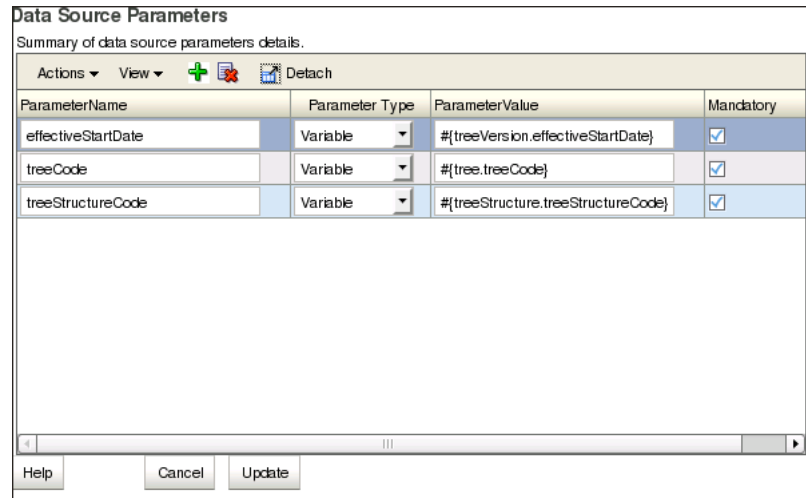 Data Source Parameters
Summary of data source parameters details.
Actions View Detach
ParameterName Parameter Type ParameterValue Mandatory
effectiveStartDate Variable #{treeVersion.effectiveStartDate}
treeCode Variable #{tree.treeCode}
treeStructureCode Variable #{treeStructure.treeStructureCode}
Help Cancel Update